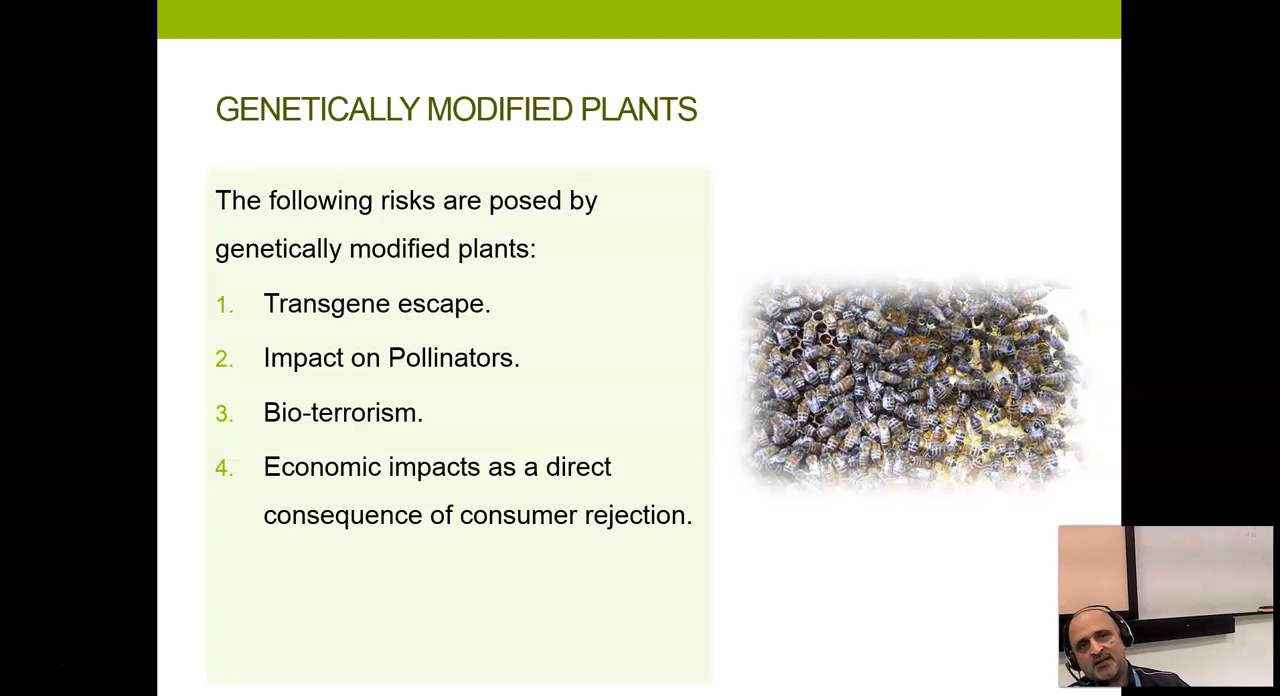 GENETICALLY MODIFIED PLANTS
The following risks are posed by
genetically modified plants:
1. Transgene escape.
2. Impact on Pollinators.
3. Bio-terrorism.
4. Economic impacts as a direct
consequence of consumer rejection.